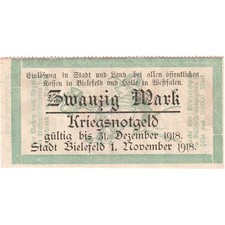 Einlösung in Stadt und Land bei allen öffentlichen
Kassen in Bielefeld und Hölle in Westfalen.
Zwanzig Mark
Kriegsnotgeld
gültig bis 31. Dezember 1918.
Stadt Bielefeld 1. November 1918.